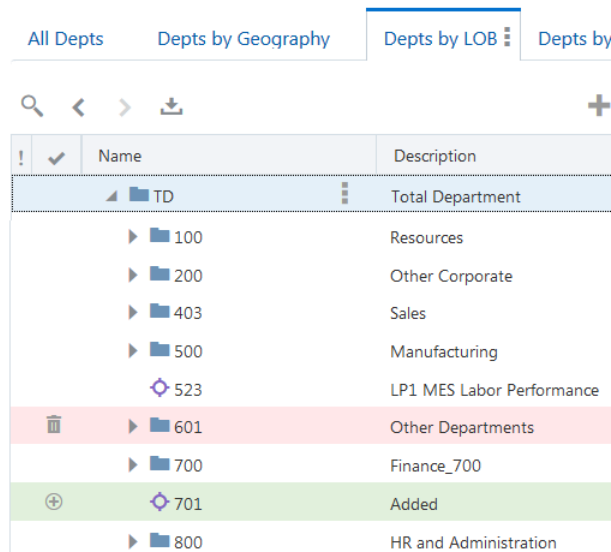 All Depts Depts by Geography Depts by LOB Depts by
! Name Description
TD Total Department
100 Resources
200 Other Corporate
403 Sales
500 Manufacturing
523 LP1 MES Labor Performance
601 Other Departments
700 Finance_700
701 Added
800 HR and Administration